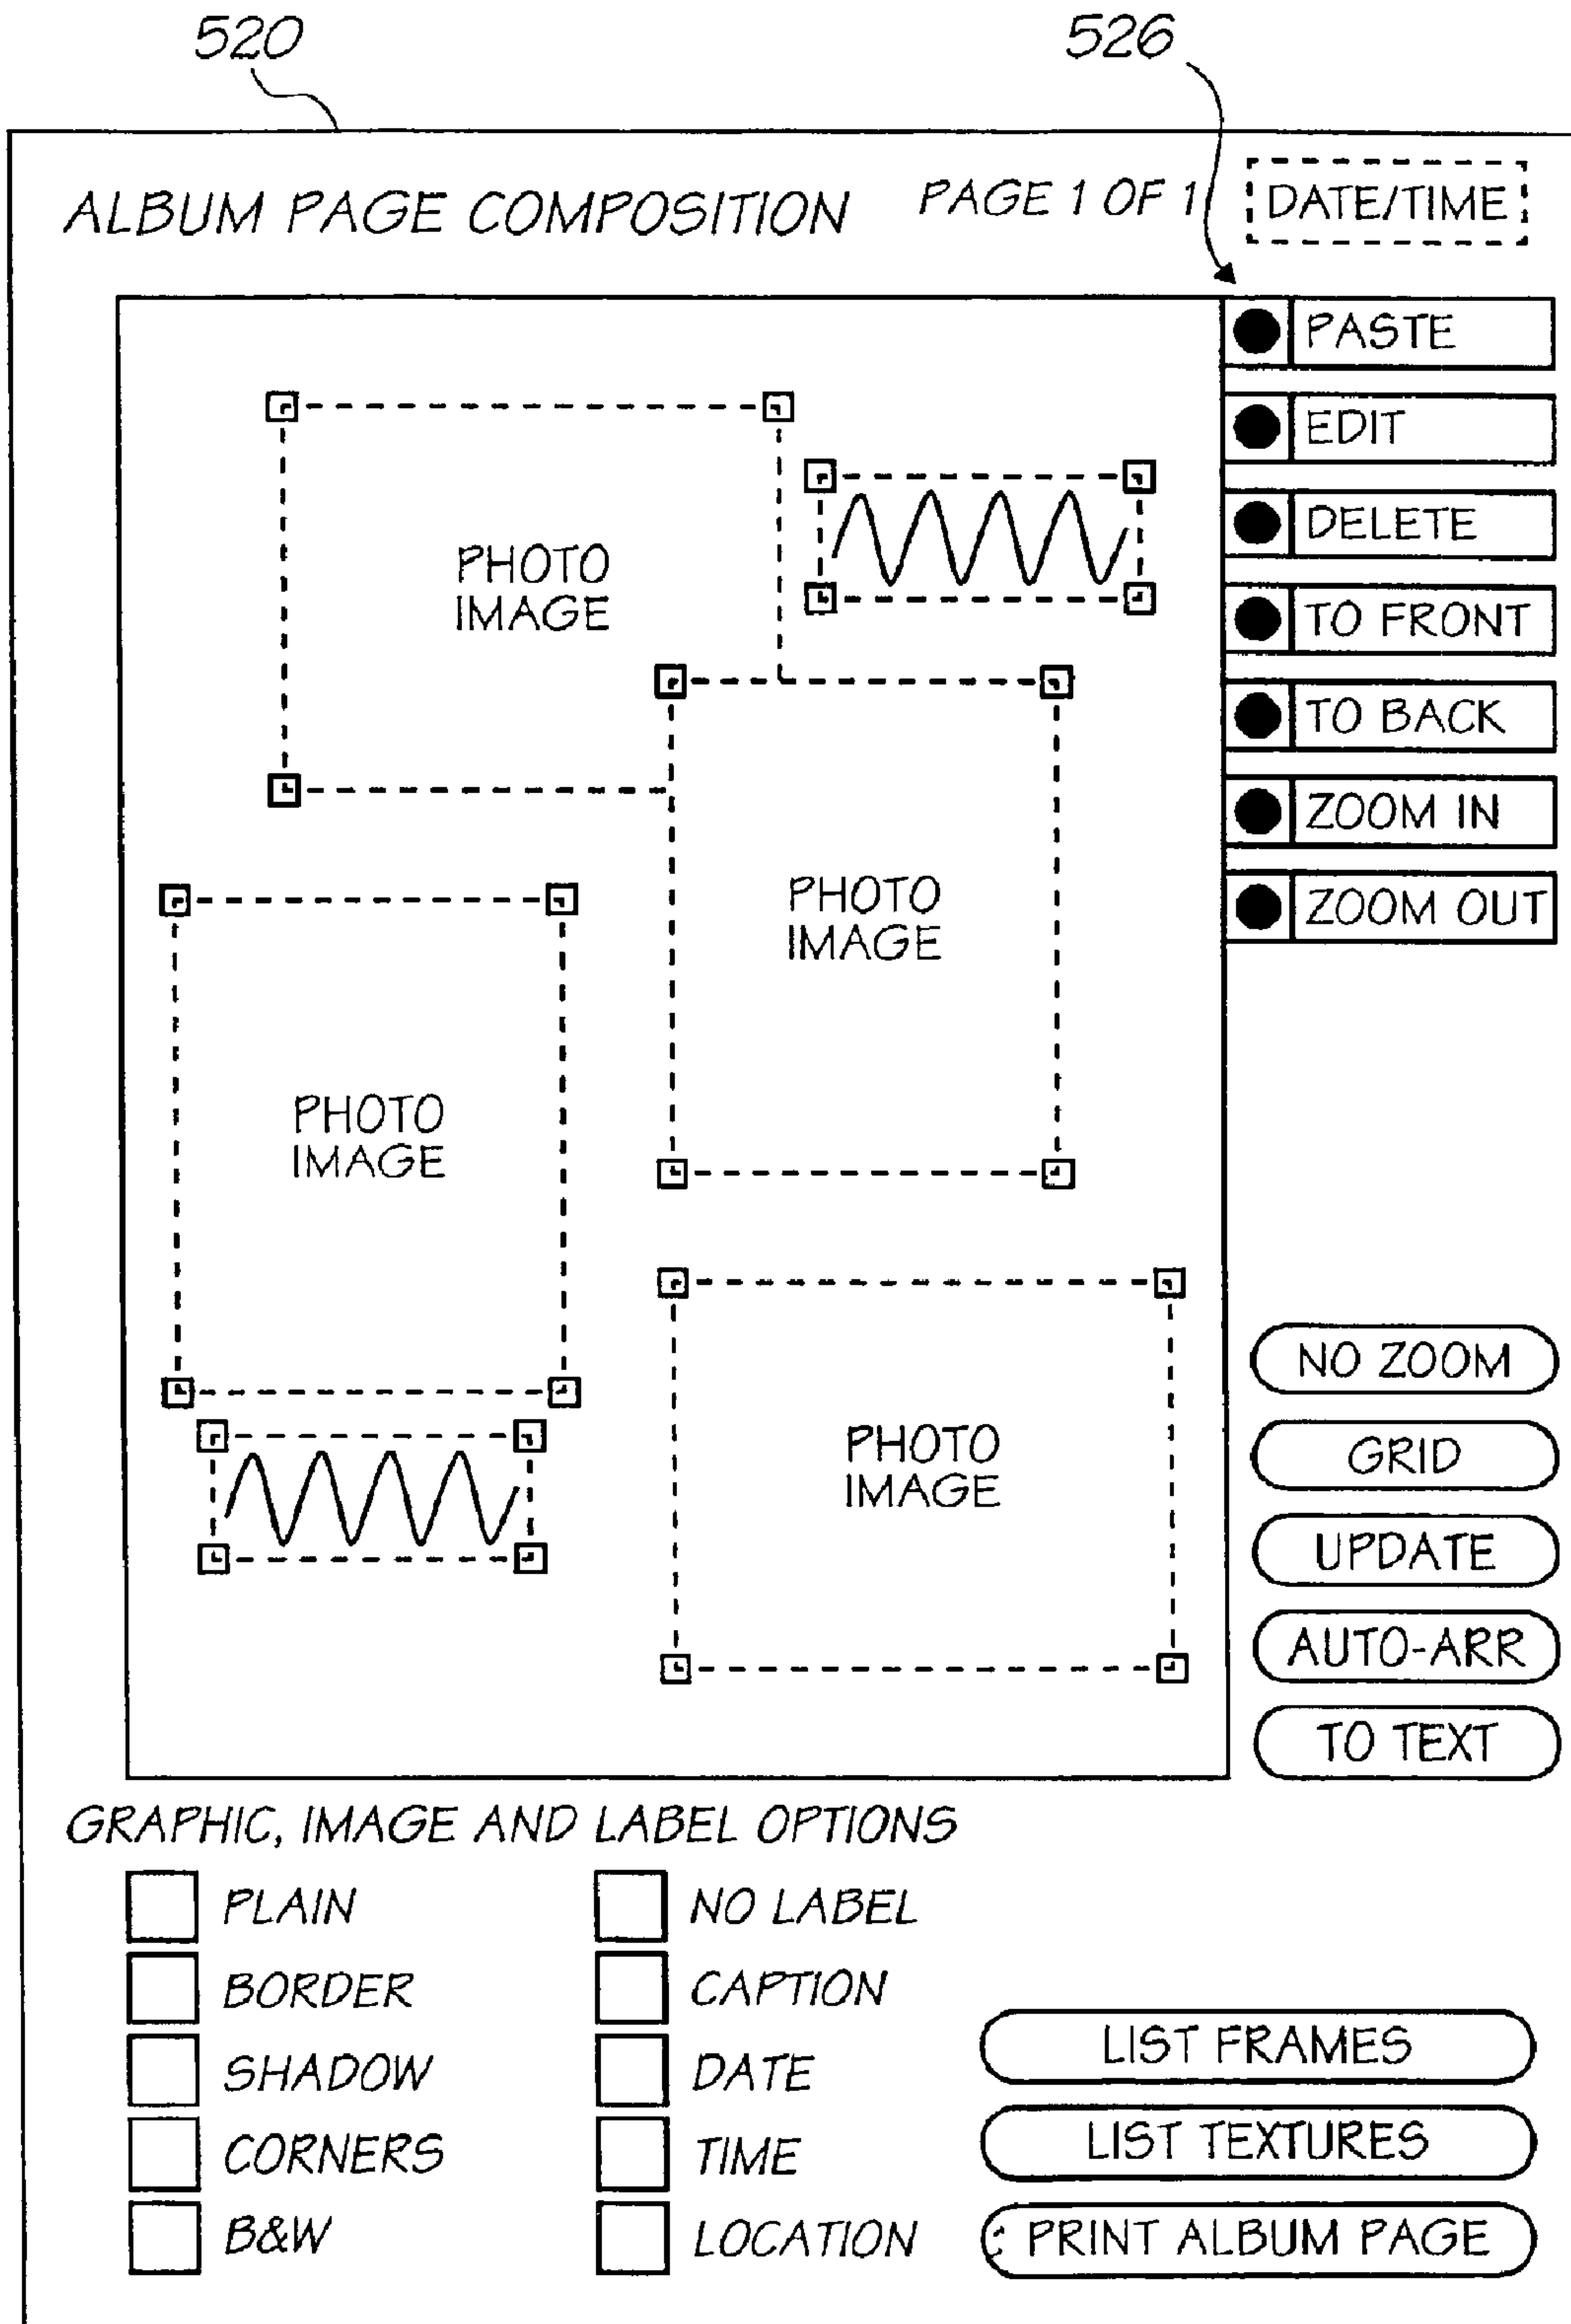 520
526
ALBUM PAGE COMPOSITION
PAGE 1 OF 1
DATE/TIME
PASTE
EDIT
DELETE
TO FRONT
TO BACK
ZOOM IN
ZOOM OUT
PHOTO
IMAGE
PHOTO
IMAGE
PHOTO
IMAGE
PHOTO
IMAGE
NO ZOOM
GRID
UPDATE
AUTO-ARR
TO TEXT
GRAPHIC, IMAGE AND LABEL OPTIONS
PLAIN
BORDER
SHADOW
CORNERS
B&W
NO LABEL
CAPTION
DATE
TIME
LOCATION
LIST FRAMES
LIST TEXTURES
PRINT ALBUM PAGE